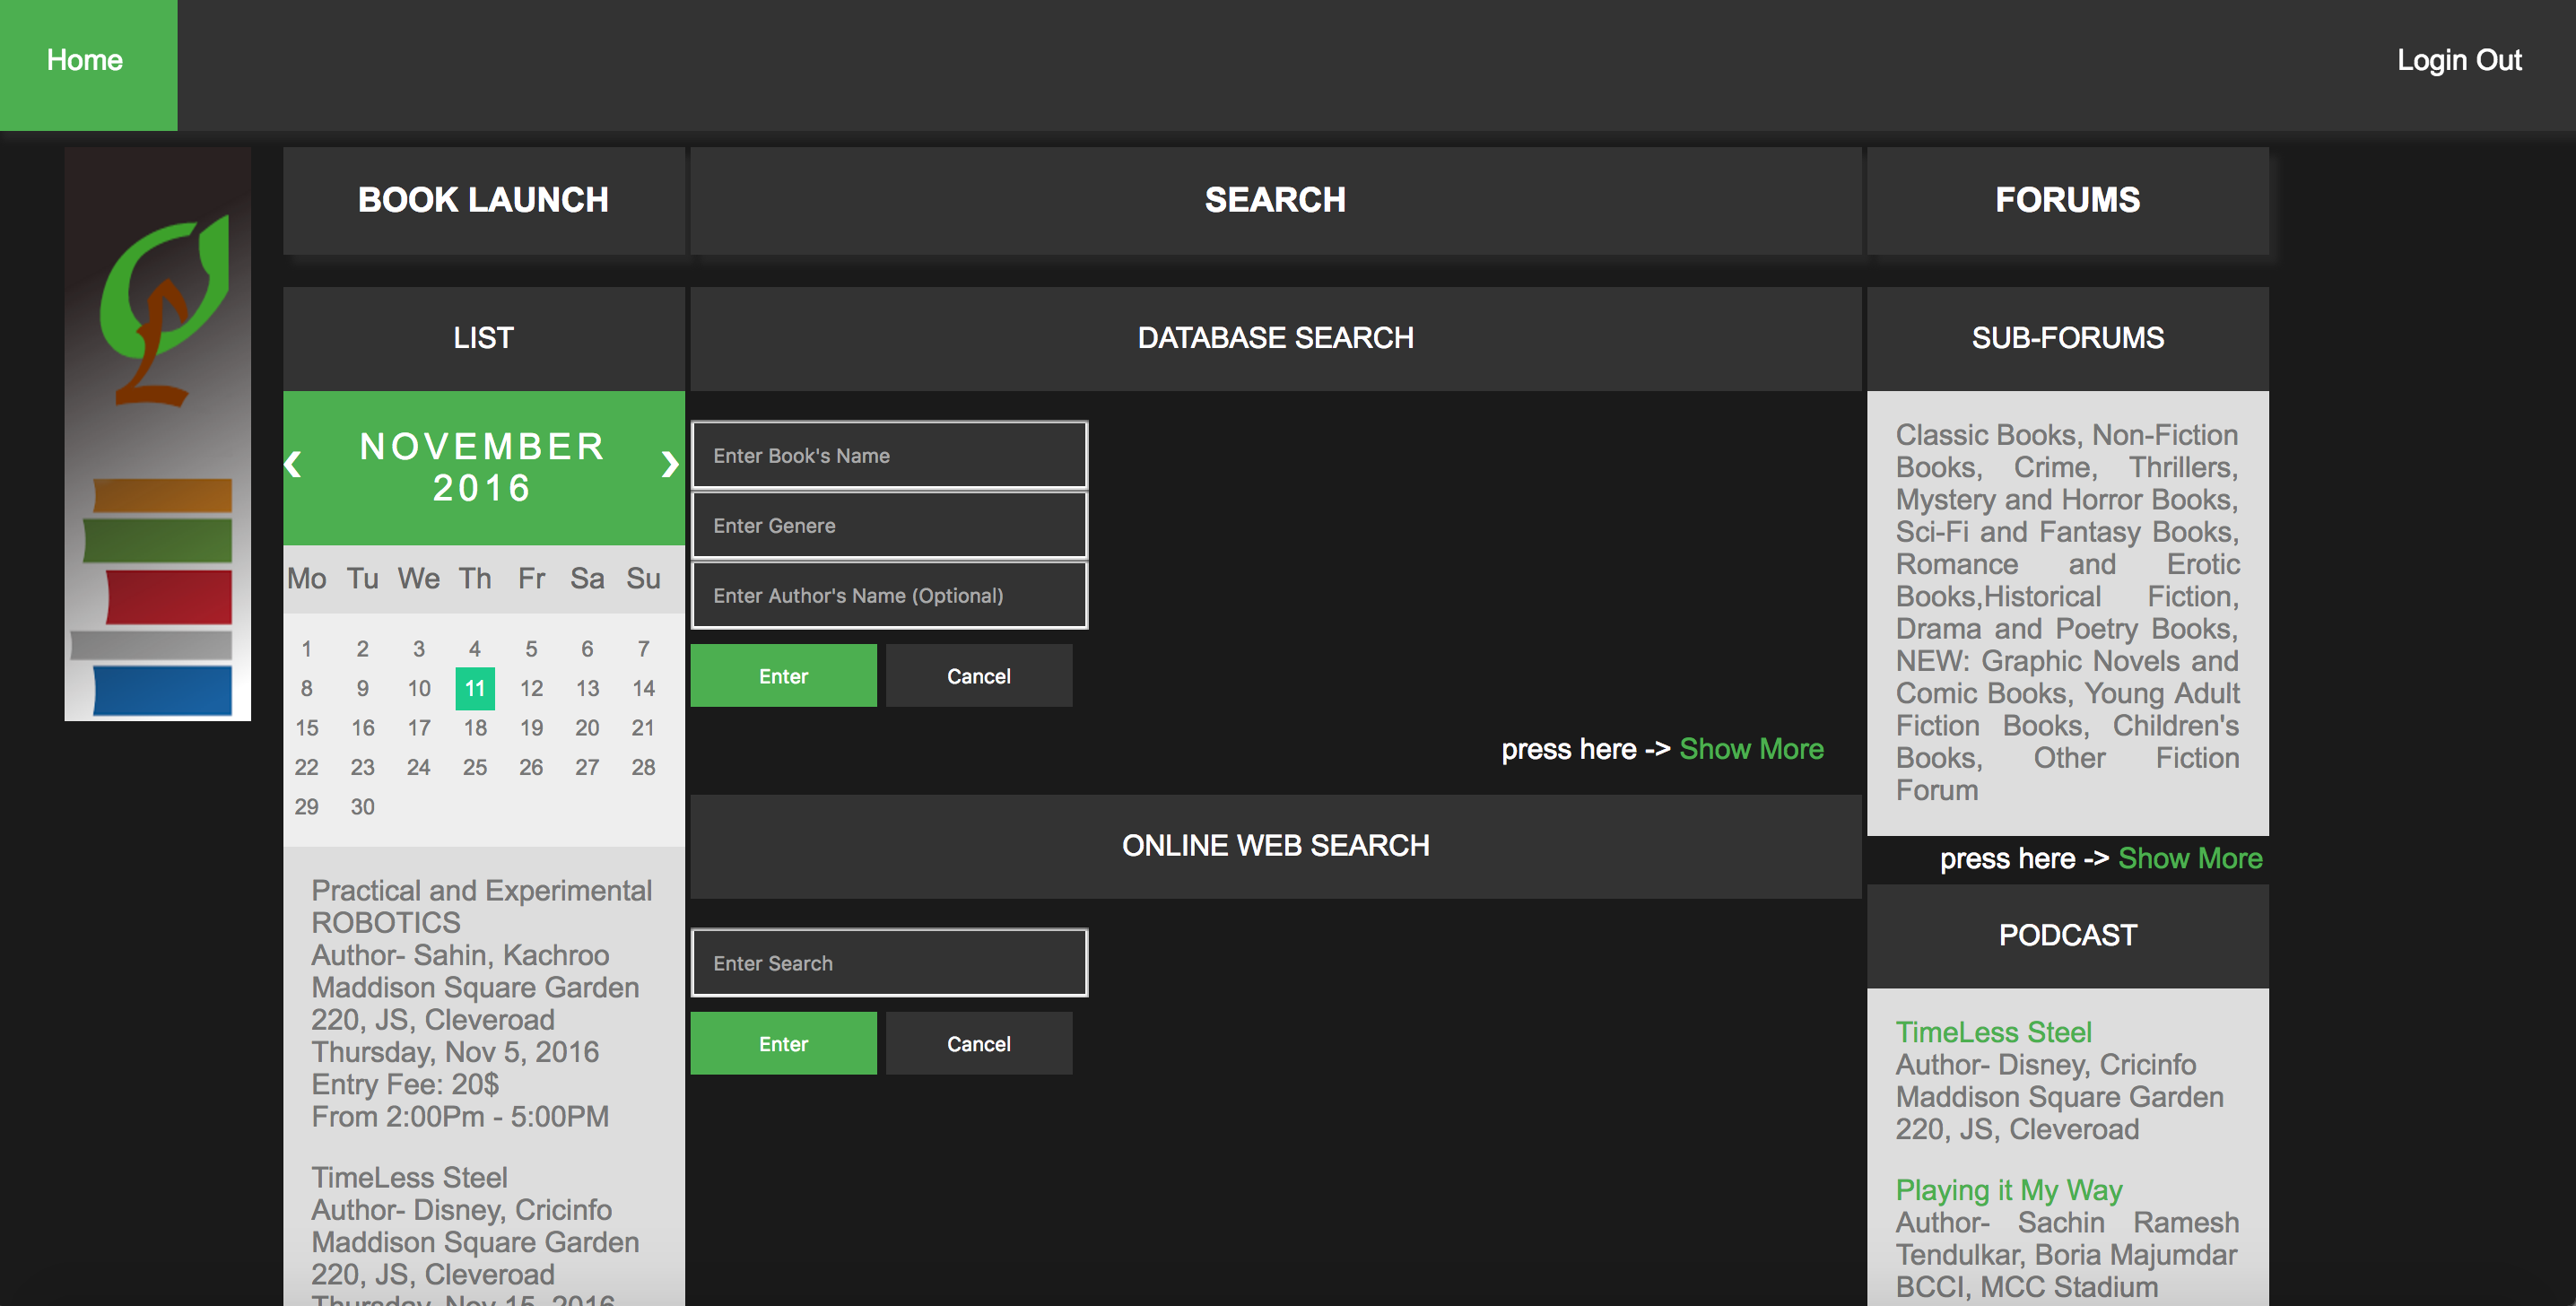 Home
Login Out
BOOK LAUNCH
SEARCH
FORUMS
LIST
‹ NOVEMBER ›
2016
Mo Tu We Th Fr Sa Su
1 2 3 4 5 6 7
8 9 10 11 12 13 14
15 16 17 18 19 20 21
22 23 24 25 26 27 28
29 30
Practical and Experimental
ROBOTICS
Author- Sahin, Kachroo
Maddison Square Garden
220, JS, Cleveroad
Thursday, Nov 5, 2016
Entry Fee: 20$
From 2:00Pm - 5:00PM
TimeLess Steel
Author- Disney, Cricinfo
Maddison Square Garden
220, JS, Cleveroad
Thursday, Nov 15, 2016
DATABASE SEARCH
Enter Book's Name
Enter Genere
Enter Author's Name (Optional)
Enter Cancel
press here -> Show More
ONLINE WEB SEARCH
Enter Search
Enter Cancel
SUB-FORUMS
Classic Books, Non-Fiction
Books, Crime, Thrillers,
Mystery and Horror Books,
Sci-Fi and Fantasy Books,
Romance and Erotic
Books,Historical Fiction,
Drama and Poetry Books,
NEW: Graphic Novels and
Comic Books, Young Adult
Fiction Books, Children's
Books, Other Fiction
Forum
press here -> Show More
PODCAST
TimeLess Steel
Author- Disney, Cricinfo
Maddison Square Garden
220, JS, Cleveroad
Playing it My Way
Author- Sachin Ramesh
Tendulkar, Boria Majumdar
BCCI, MCC Stadium